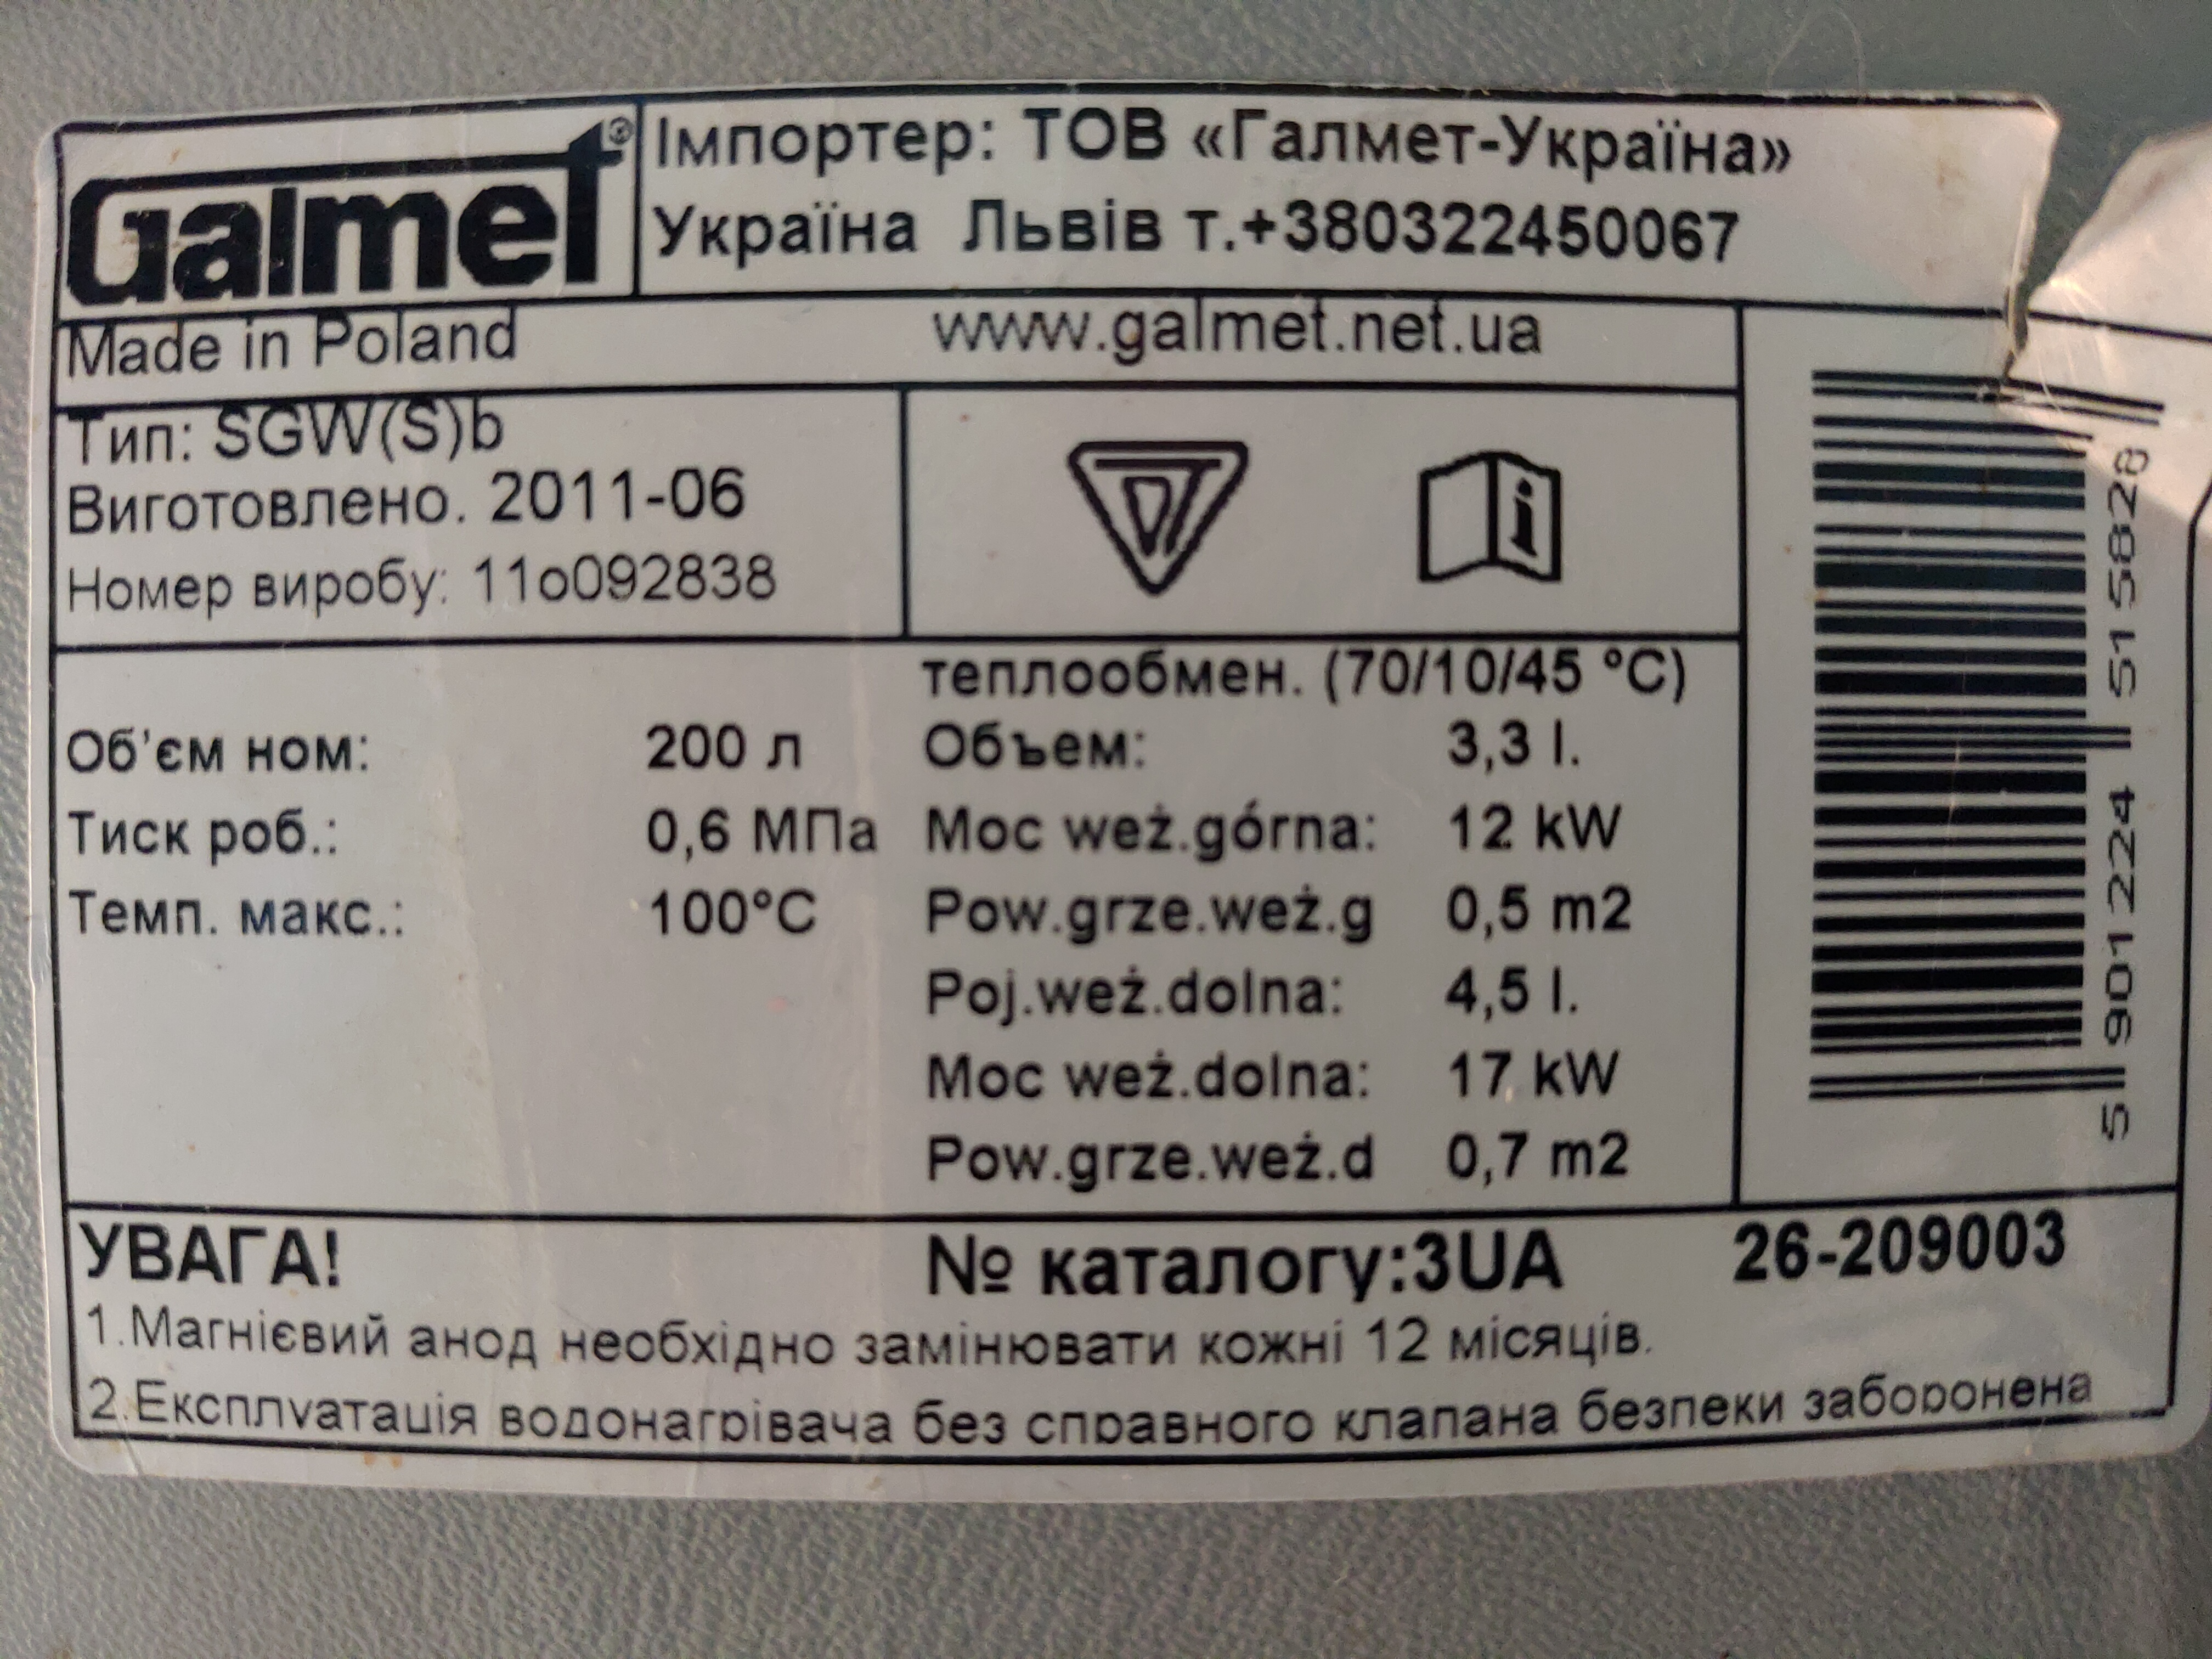 Galmet®
Імпортер: ТОВ «Галмет-Україна»
Україна Львів т.+380322450067
Made in Poland www.galmet.net.ua
Тип: SGW(S)b
Виготовлено. 2011-06
Номер виробу: 11о092838
теплообмен. (70/10/45 °C)
Об'єм ном: 200 л Объем: 3,3 l.
Тиск роб.: 0,6 МПа Moc weż.górna: 12 kW
Темп. макс.: 100°C Pow.grze.weż.g 0,5 m2
Poj.weż.dolna: 4,5 l.
Moc weż.dolna: 17 kW
Pow.grze.weż.d 0,7 m2
5 901224 515828
УВАГА! № каталогу:3UA 26-209003
1.Магнієвий анод необхідно замінювати кожні 12 місяців.
2.Експлуатація водонагрівача без справного клапана безпеки заборонена